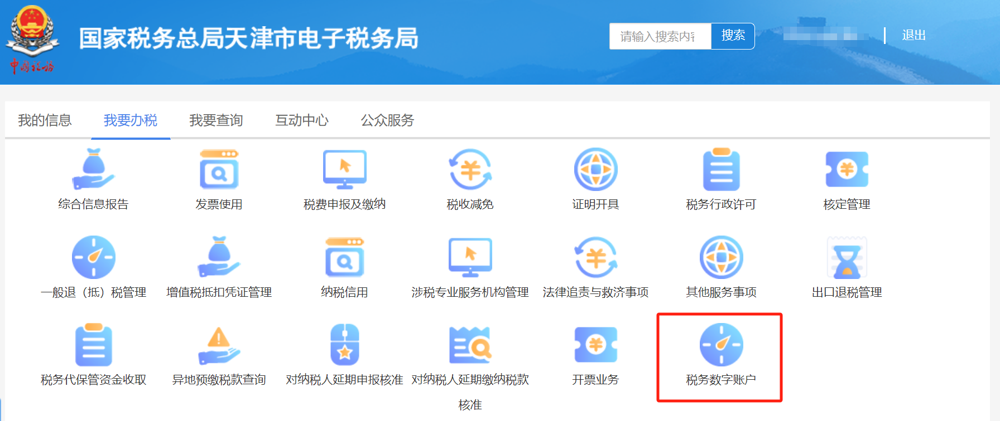 国家税务总局天津市电子税务局
中国税务
请输入搜索内容 搜索 退出
我的信息 我要办税 我要查询 互动中心 公众服务
综合信息报告 发票使用 税费申报及缴纳 税收减免 证明开具 税务行政许可 核定管理
一般退（抵）税管理 增值税抵扣凭证管理 纳税信用 涉税专业服务机构管理 法律追责与救济事项 其他服务事项 出口退税管理
税务代保管资金收取 异地预缴税款查询 对纳税人延期申报核准 对纳税人延期缴纳税款 开票业务 税务数字账户
核准